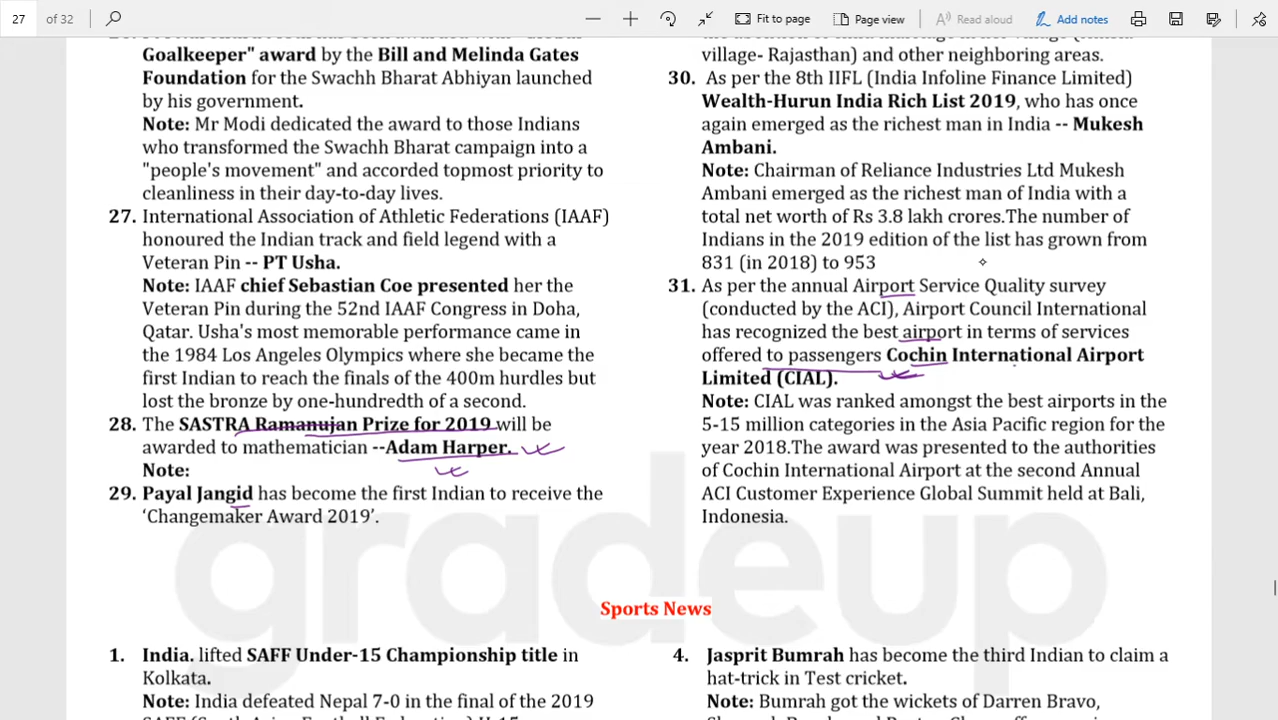 27 of 32
Fit to page
Page view
Read aloud
Add notes
Goalkeeper" award by the Bill and Melinda Gates
Foundation for the Swachh Bharat Abhiyan launched
by his government.
Note: Mr Modi dedicated the award to those Indians
who transformed the Swachh Bharat campaign into a
"people's movement" and accorded topmost priority to
cleanliness in their day-to-day lives.
27. International Association of Athletic Federations (IAAF)
honoured the Indian track and field legend with a
Veteran Pin -- PT Usha.
Note: IAAF chief Sebastian Coe presented her the
Veteran Pin during the 52nd IAAF Congress in Doha,
Qatar. Usha's most memorable performance came in
the 1984 Los Angeles Olympics where she became the
first Indian to reach the finals of the 400m hurdles but
lost the bronze by one-hundredth of a second.
28. The SASTRA Ramanujan Prize for 2019 will be
awarded to mathematician --Adam Harper.
Note:
29. Payal Jangid has become the first Indian to receive the
‘Changemaker Award 2019’.
village- Rajasthan) and other neighboring areas.
30. As per the 8th IIFL (India Infoline Finance Limited)
Wealth-Hurun India Rich List 2019, who has once
again emerged as the richest man in India -- Mukesh
Ambani.
Note: Chairman of Reliance Industries Ltd Mukesh
Ambani emerged as the richest man of India with a
total net worth of Rs 3.8 lakh crores.The number of
Indians in the 2019 edition of the list has grown from
831 (in 2018) to 953
31. As per the annual Airport Service Quality survey
(conducted by the ACI), Airport Council International
has recognized the best airport in terms of services
offered to passengers Cochin International Airport
Limited (CIAL).
Note: CIAL was ranked amongst the best airports in the
5-15 million categories in the Asia Pacific region for the
year 2018.The award was presented to the authorities
of Cochin International Airport at the second Annual
ACI Customer Experience Global Summit held at Bali,
Indonesia.
gradeup
Sports News
1. India. lifted SAFF Under-15 Championship title in
Kolkata.
Note: India defeated Nepal 7-0 in the final of the 2019
4. Jasprit Bumrah has become the third Indian to claim a
hat-trick in Test cricket.
Note: Bumrah got the wickets of Darren Bravo,